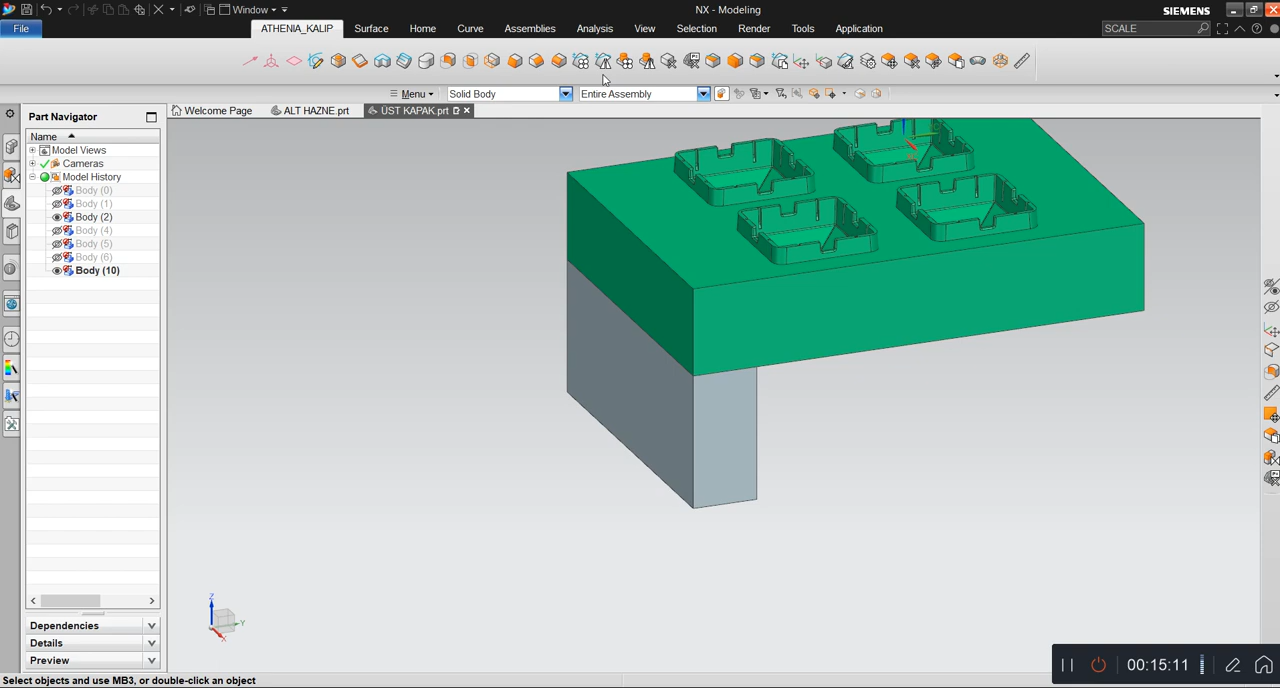 Window
NX - Modeling
SIEMENS
File
ATHENIA_KALIP
Surface
Home
Curve
Assemblies
Analysis
View
Selection
Render
Tools
Application
SCALE
Menu
Solid Body
Entire Assembly
Part Navigator
Welcome Page
ALT HAZNE.prt
ÜST KAPAK.prt
Name
Model Views
Cameras
Model History
Body (0)
Body (1)
Body (2)
Body (4)
Body (5)
Body (6)
Body (10)
Z
Y
X
Dependencies
Details
Preview
00:15:11
Select objects and use MB3, or double-click an object